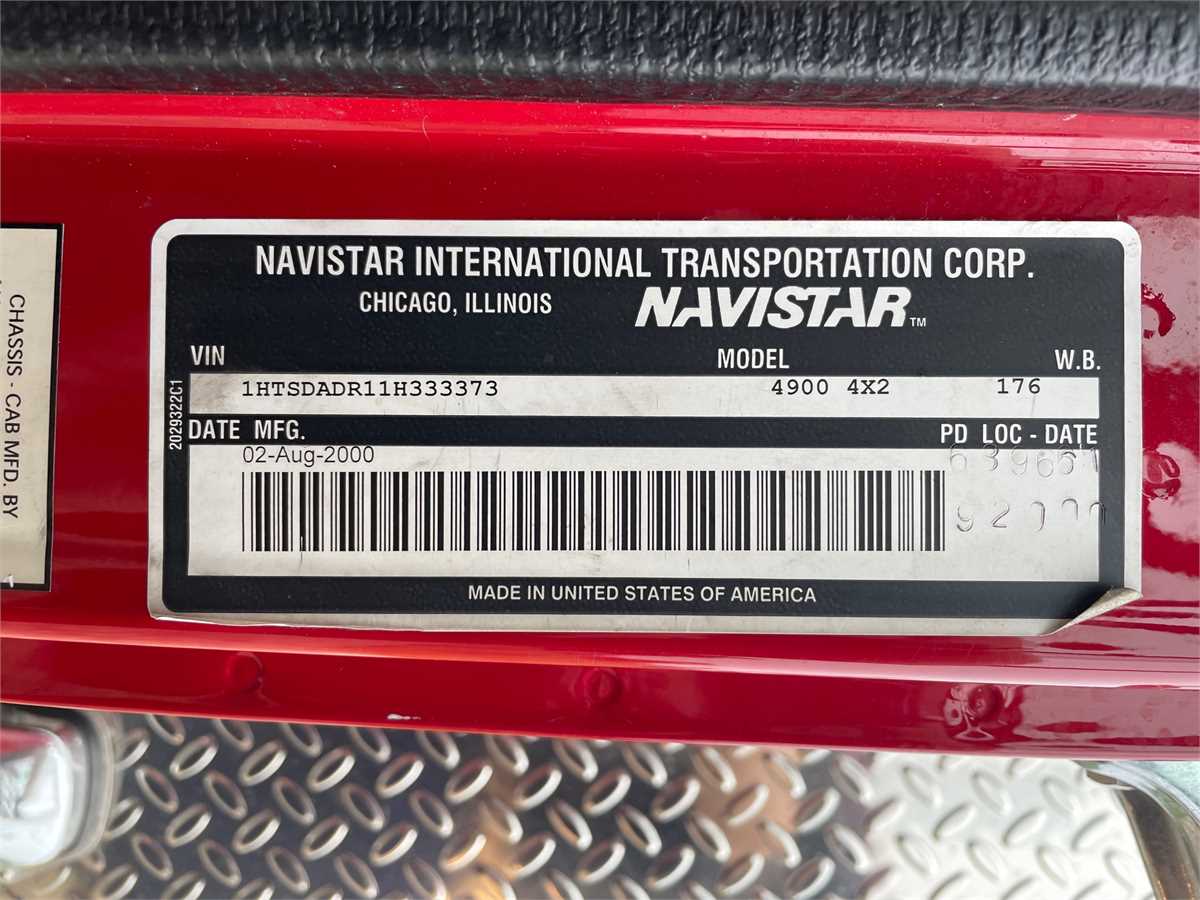 NAVISTAR INTERNATIONAL TRANSPORTATION CORP.
CHICAGO, ILLINOIS NAVISTAR™
VIN MODEL W.B.
1HTSDADR11H333373 4900 4X2 176
DATE MFG. PD LOC - DATE
02-Aug-2000
MADE IN UNITED STATES OF AMERICA
2029322C1
CHASSIS - CAB MFD. BY